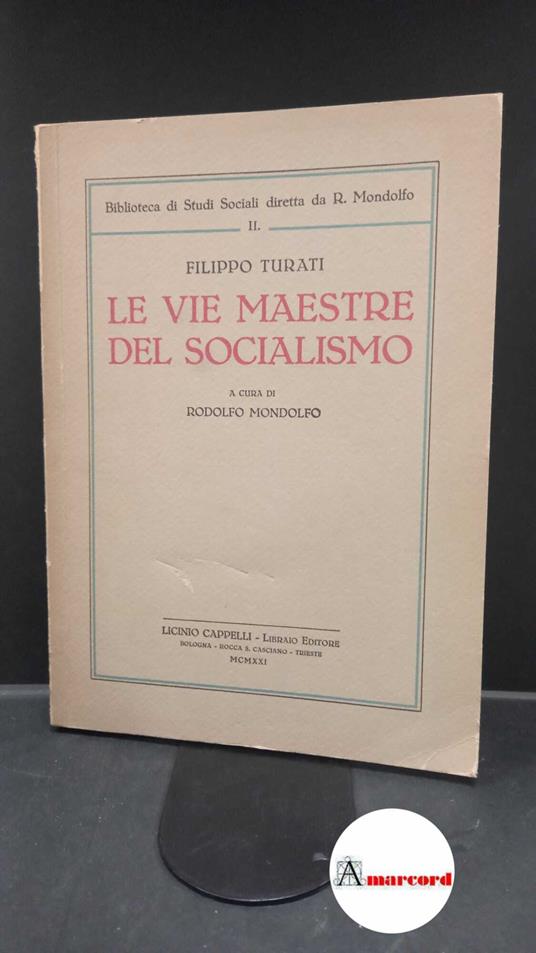 Biblioteca di Studi Sociali diretta da R. Mondolfo
II.
FILIPPO TURATI
LE VIE MAESTRE
DEL SOCIALISMO
A CURA DI
RODOLFO MONDOLFO
LICINIO CAPPELLI - LIBRAIO EDITORE
BOLOGNA - ROCCA S. CASCIANO - TRIESTE
MCMXXI
Amarcord